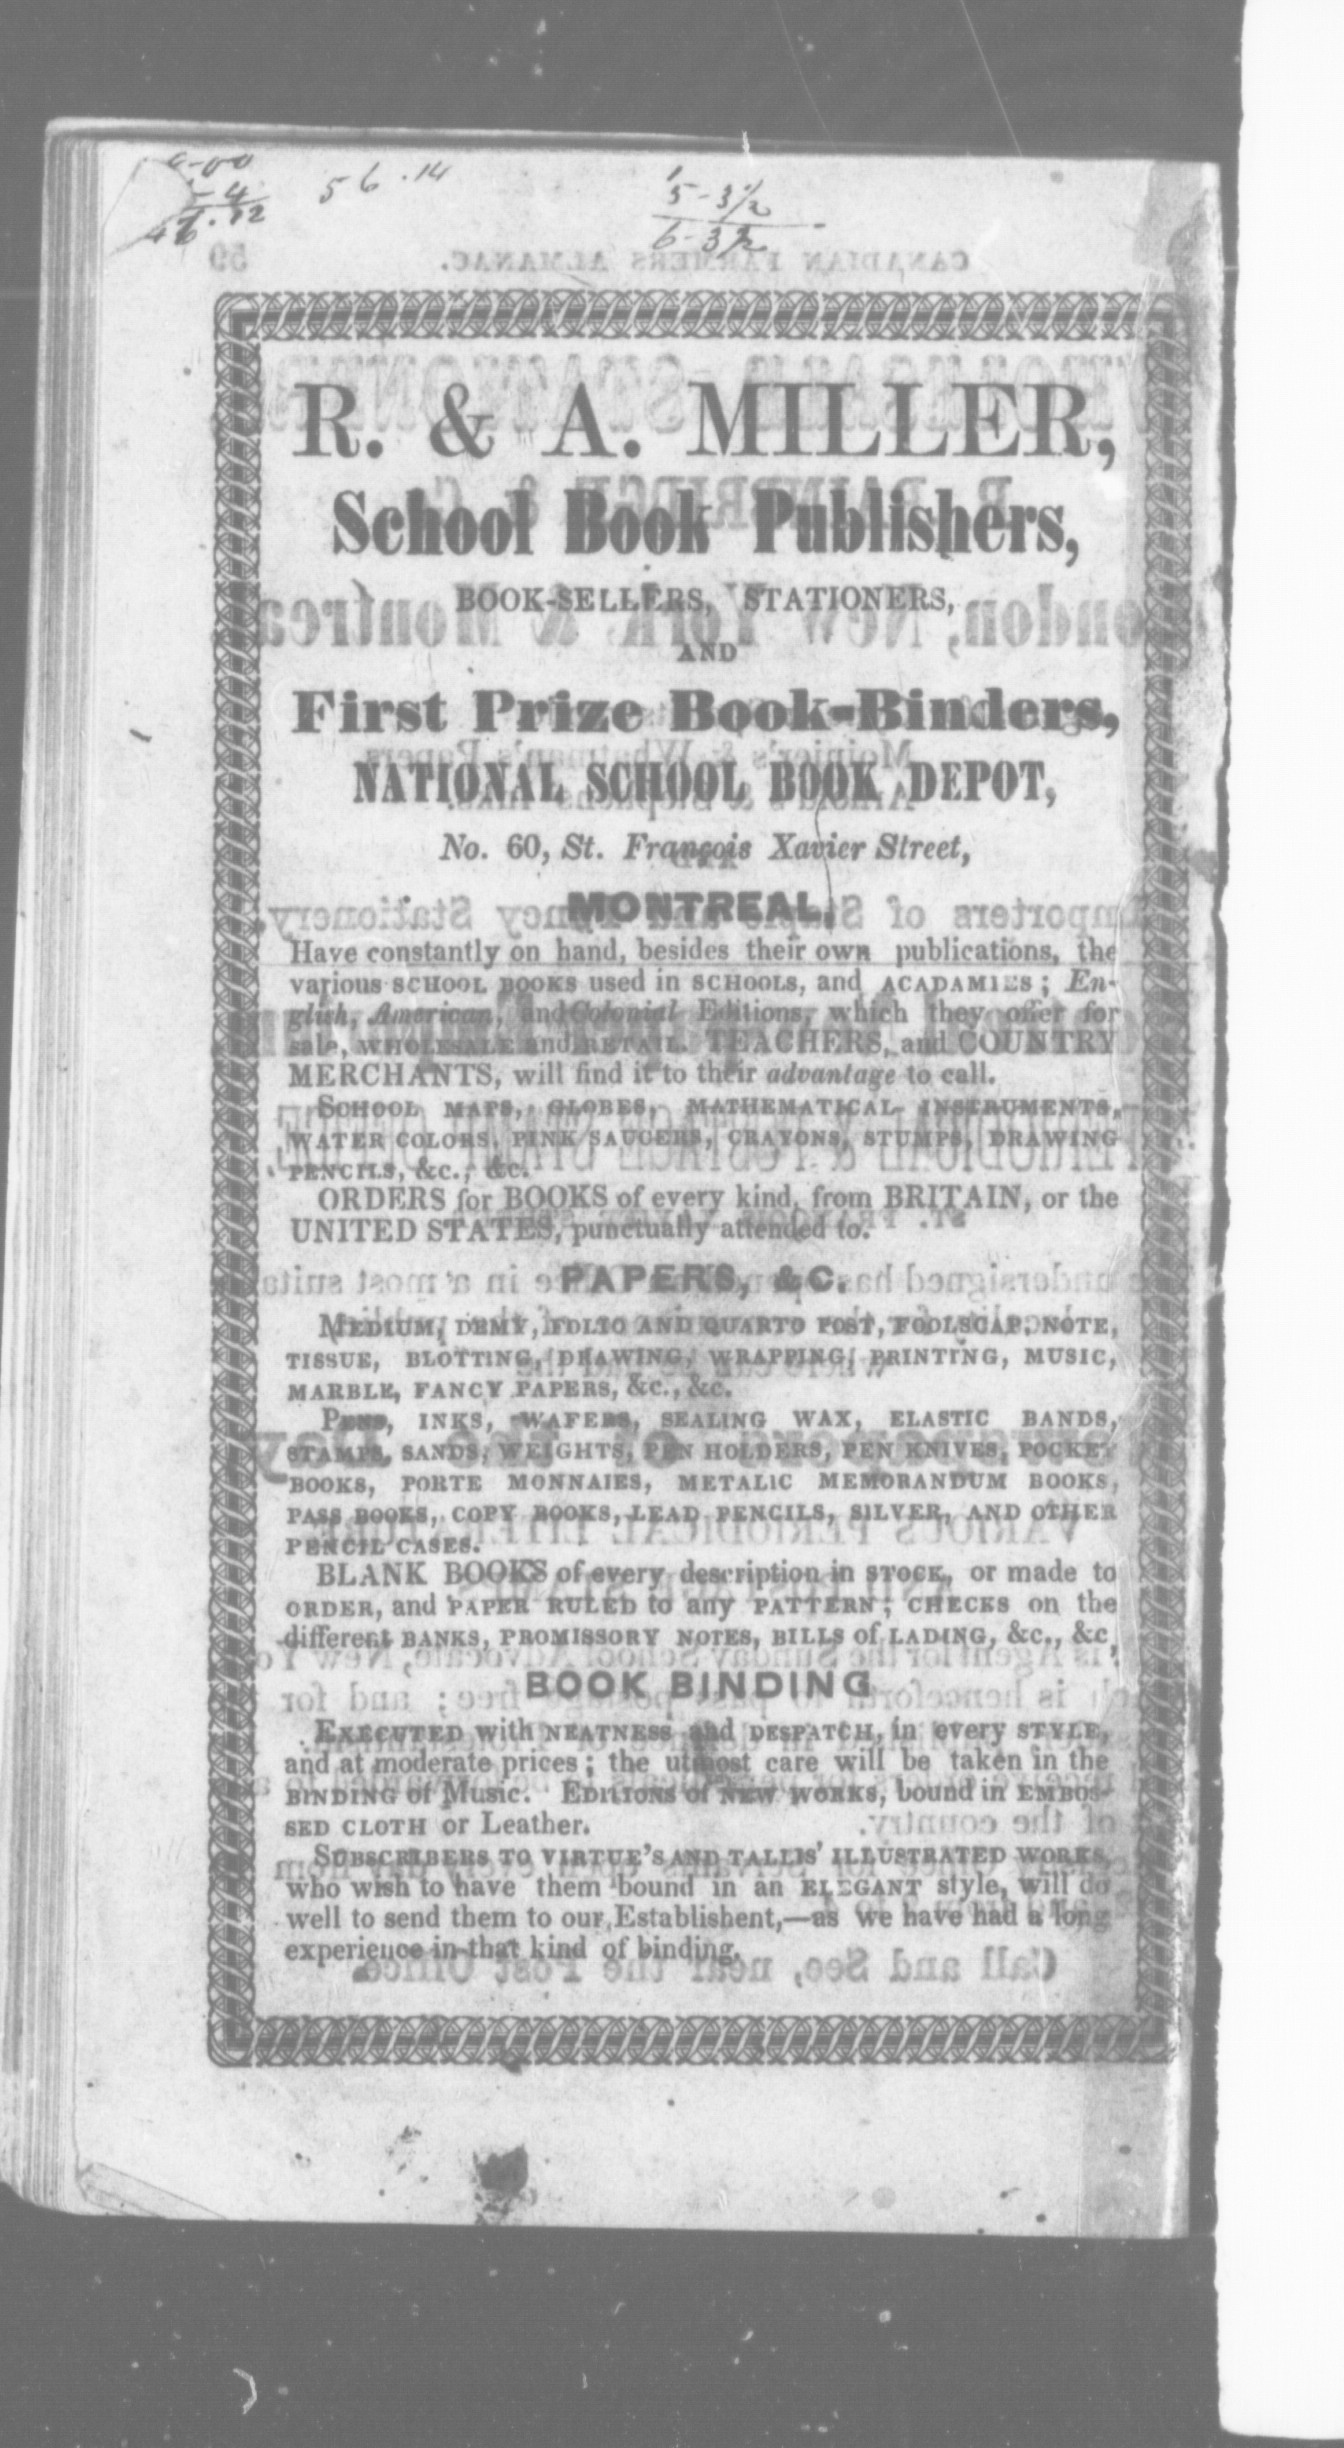 56.14
5-3½
6-3½
R. & A. MILLER,
School Book Publishers,
BOOK-SELLERS, STATIONERS,
AND
First Prize Book-Binders,
NATIONAL SCHOOL BOOK DEPOT,
No. 60, St. François Xavier Street,
MONTREAL,
Have constantly on hand, besides their own publications, the
various SCHOOL BOOKS used in SCHOOLS, and ACADAMIES; En-
glish, American, and Colonial Editions, which they offer for
sale, WHOLESALE and RETAIL. TEACHERS, and COUNTRY
MERCHANTS, will find it to their advantage to call.
SCHOOL MAPS, GLOBES, MATHEMATICAL INSTRUMENTS,
WATER COLORS, PINK SAUCERS, CRAYONS, STUMPS, DRAWING
PENCILS, &c., &c.
ORDERS for BOOKS of every kind, from BRITAIN, or the
UNITED STATES, punctually attended to.
PAPERS, &C.
MEDIUM, DEMY, FOLIO AND QUARTO POST, FOOLSCAP, NOTE,
TISSUE, BLOTTING, DRAWING, WRAPPING, PRINTING, MUSIC,
MARBLE, FANCY PAPERS, &c., &c.
PENS, INKS, WAFERS, SEALING WAX, ELASTIC BANDS,
STAMPS, SANDS, WEIGHTS, PEN HOLDERS, PEN KNIVES, POCKET
BOOKS, PORTE MONNAIES, METALIC MEMORANDUM BOOKS,
PASS BOOKS, COPY BOOKS, LEAD PENCILS, SILVER, AND OTHER
PENCIL CASES.
BLANK BOOKS of every description in STOCK, or made to
ORDER, and PAPER RULED to any PATTERN; CHECKS on the
different BANKS, PROMISSORY NOTES, BILLS of LADING, &c., &c,
BOOK BINDING
EXECUTED with NEATNESS and DESPATCH, in every STYLE,
and at moderate prices; the utmost care will be taken in the
BINDING of Music. EDITIONS of NEW WORKS, bound in EMBOS-
SED CLOTH or Leather.
SUBSCRIBERS TO VIRTUE'S AND TALLIS' ILLUSTRATED WORKS,
who wish to have them bound in an ELEGANT style, will do
well to send them to our Establishent,—as we have had a long
experience in that kind of binding.